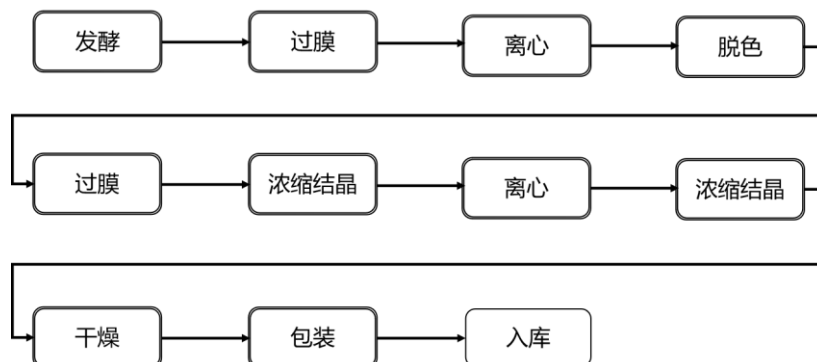 发酵 过膜 离心 脱色
过膜 浓缩结晶 离心 浓缩结晶
干燥 包装 入库